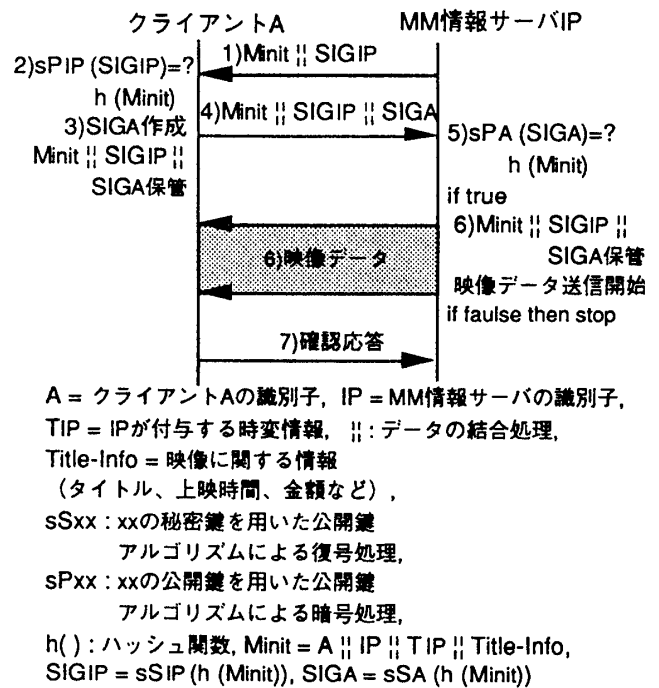 クライアントA
MM情報サーバIP
1)Minit ¦¦ SIGIP
2)sPIP (SIGIP)=?
h (Minit)
3)SIGA作成
Minit ¦¦ SIGIP ¦¦
SIGA保管
4)Minit ¦¦ SIGIP ¦¦ SIGA
5)sPA (SIGA)=?
h (Minit)
if true
6)Minit ¦¦ SIGIP ¦¦
SIGA保管
映像データ送信開始
if faulse then stop
6)映像データ
7)確認応答
A = クライアントAの識別子, IP = MM情報サーバの識別子,
TIP = IPが付与する時変情報, ¦¦ : データの結合処理,
Title-Info = 映像に関する情報
（タイトル、上映時間、金額など）,
sSxx : xxの秘密鍵を用いた公開鍵
アルゴリズムによる復号処理,
sPxx : xxの公開鍵を用いた公開鍵
アルゴリズムによる暗号処理,
h( ) : ハッシュ関数, Minit = A ¦¦ IP ¦¦ TIP ¦¦ Title-Info,
SIGIP = sSIP (h (Minit)), SIGA = sSA (h (Minit))